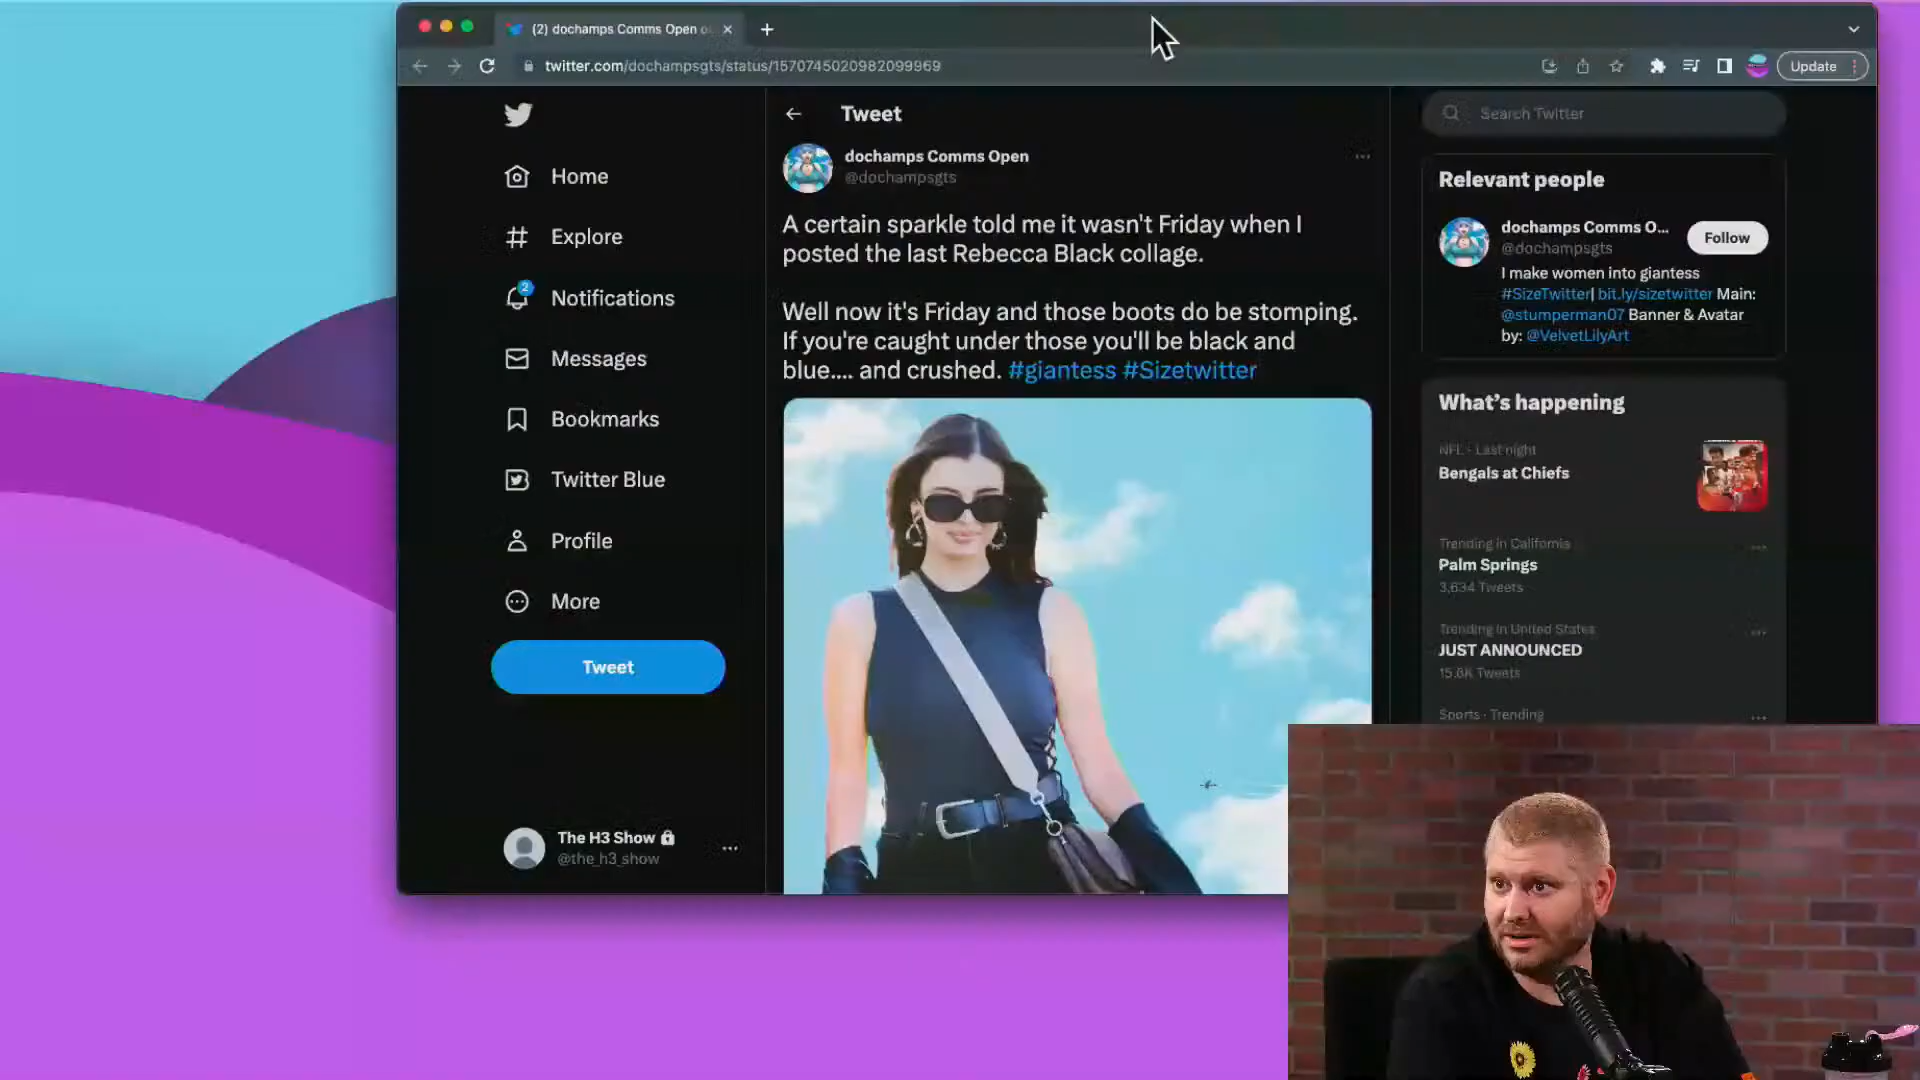 (2) dochamps Comms Open o
twitter.com/dochampsgts/status/1570745020982099969
Update
Home
Explore
2
Notifications
Messages
Bookmarks
Twitter Blue
Profile
More
Tweet
The H3 Show
@the_h3_show
Tweet
dochamps Comms Open
@dochampsgts
A certain sparkle told me it wasn't Friday when I
posted the last Rebecca Black collage.
Well now it's Friday and those boots do be stomping.
If you're caught under those you'll be black and
blue.... and crushed. #giantess #Sizetwitter
Search Twitter
Relevant people
dochamps Comms O...
@dochampsgts
Follow
I make women into giantess
#SizeTwitter| bit.ly/sizetwitter Main:
@stumperman07 Banner & Avatar
by: @VelvetLilyArt
What's happening
NFL · Last night
Bengals at Chiefs
Trending in California
Palm Springs
3,634 Tweets
Trending in United States
JUST ANNOUNCED
15.6K Tweets
Sports · Trending